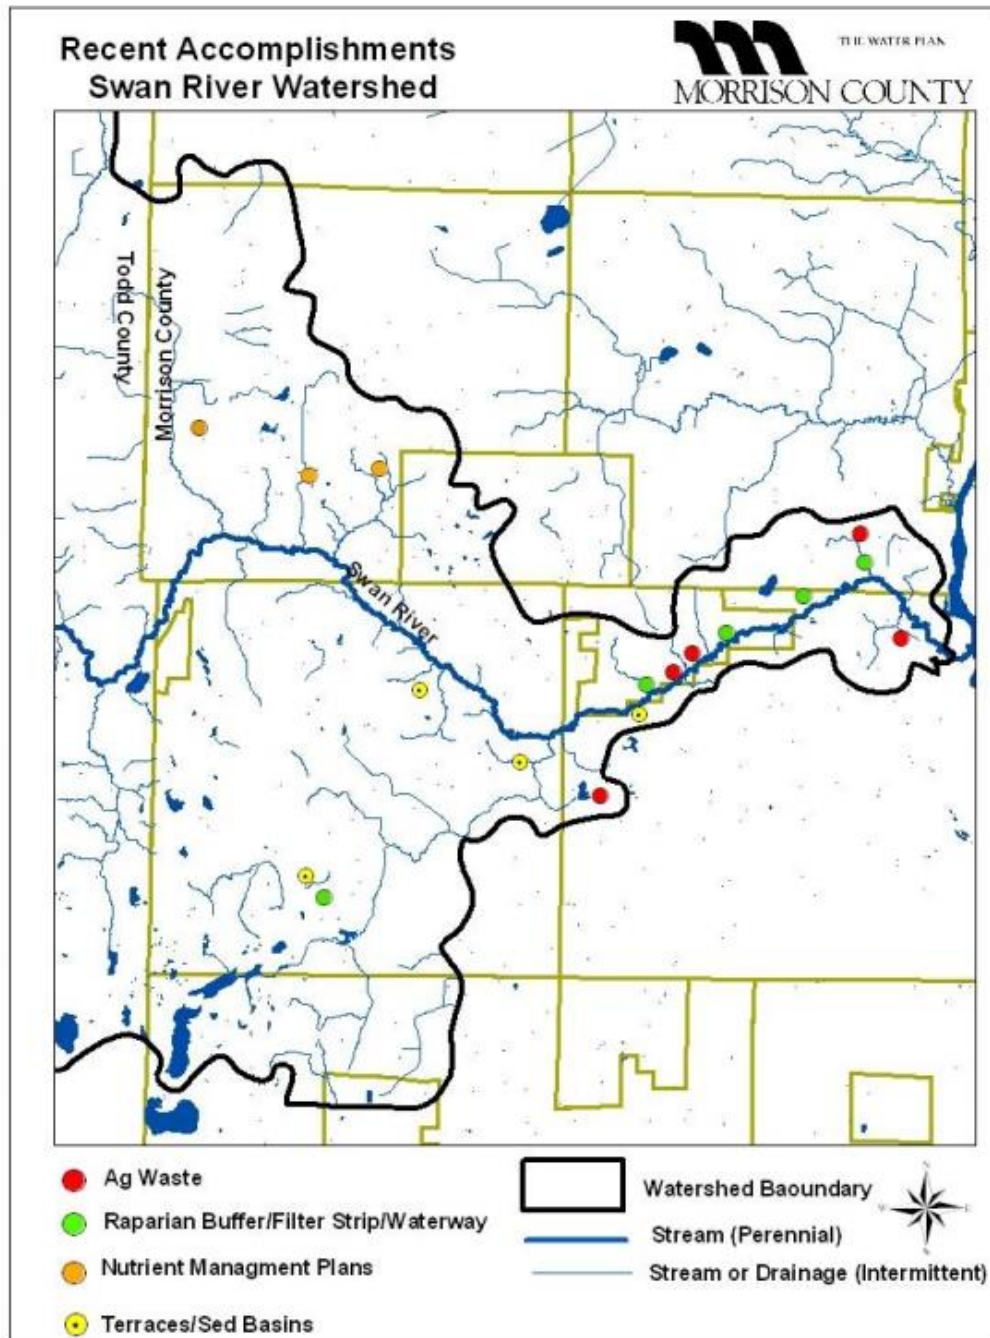 Recent Accomplishments
Swan River Watershed
THE WATER PLAN
MORRISON COUNTY
Todd County
Morrison County
Swan River
Ag Waste
Raparian Buffer/Filter Strip/Waterway
Nutrient Managment Plans
Terraces/Sed Basins
Watershed Baoundary
Stream (Perennial)
Stream or Drainage (Intermittent)
N
W
E
S